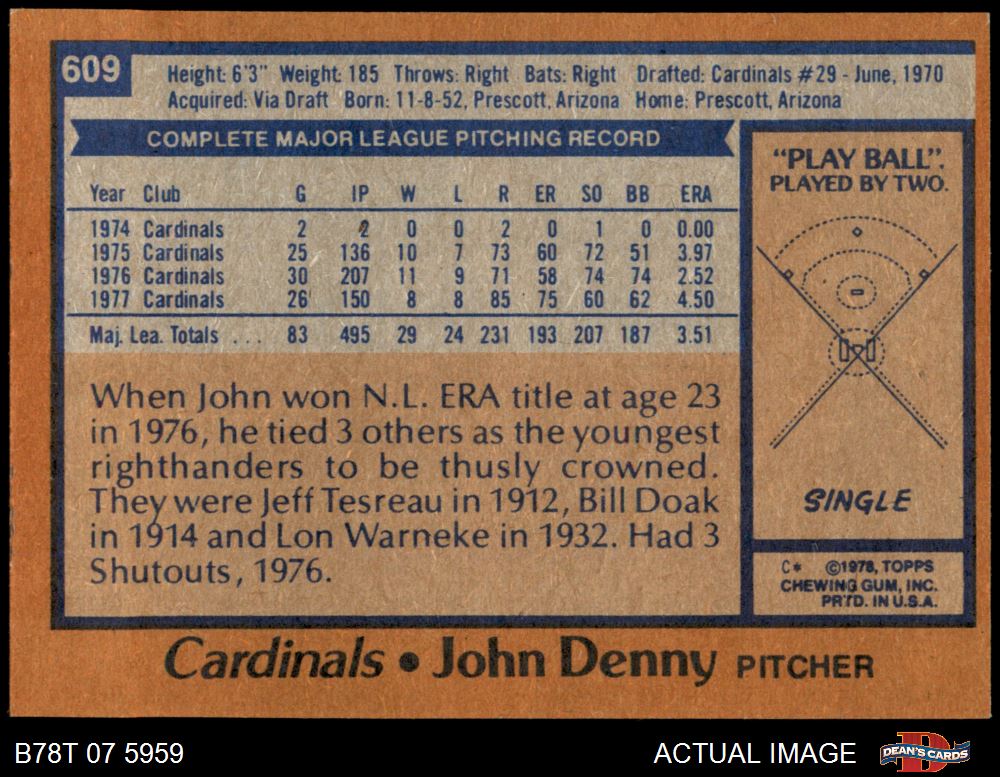 609
Height: 6'3" Weight: 185 Throws: Right Bats: Right Drafted: Cardinals #29 - June, 1970
Acquired: Via Draft Born: 11-8-52, Prescott, Arizona Home: Prescott, Arizona
COMPLETE MAJOR LEAGUE PITCHING RECORD
Year Club G IP W L R ER SO BB ERA
1974 Cardinals 2 2 0 0 2 0 1 0 0.00
1975 Cardinals 25 136 10 7 73 60 72 51 3.97
1976 Cardinals 30 207 11 9 71 58 74 74 2.52
1977 Cardinals 26 150 8 8 85 75 60 62 4.50
Maj. Lea. Totals . . . 83 495 29 24 231 193 207 187 3.51
When John won N.L. ERA title at age 23
in 1976, he tied 3 others as the youngest
righthanders to be thusly crowned.
They were Jeff Tesreau in 1912, Bill Doak
in 1914 and Lon Warneke in 1932. Had 3
Shutouts, 1976.
"PLAY BALL".
PLAYED BY TWO.
SINGLE
C* ©1978, TOPPS
CHEWING GUM, INC.
PRTD. IN U.S.A.
Cardinals • John Denny PITCHER
B78T 07 5959
ACTUAL IMAGE
DEAN'S CARDS